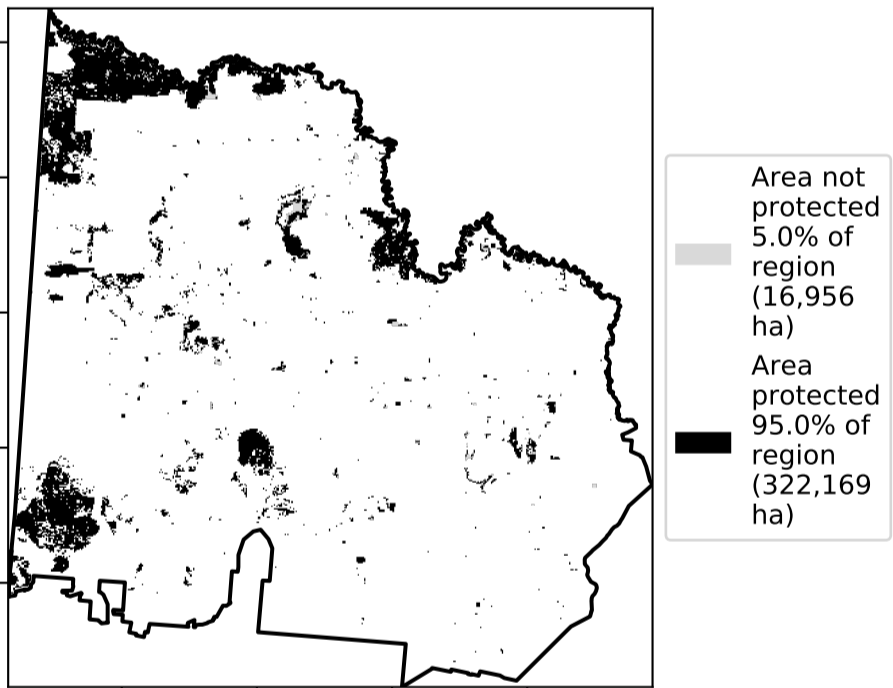 Area not
protected
5.0% of
region
(16,956
ha)
Area
protected
95.0% of
region
(322,169
ha)